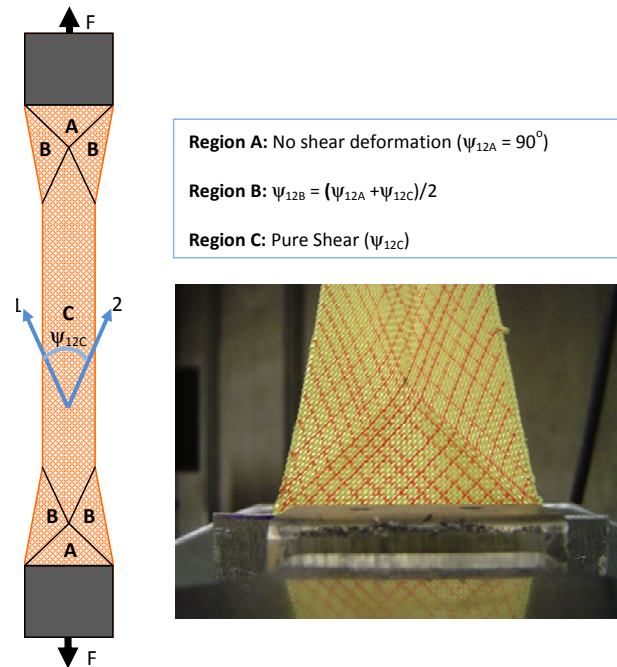 F
A
B B
1 2
C
Ψ12C
B B
A
F
Region A: No shear deformation (Ψ12A = 90°)
Region B: Ψ12B = (Ψ12A +Ψ12C)/2
Region C: Pure Shear (Ψ12C)